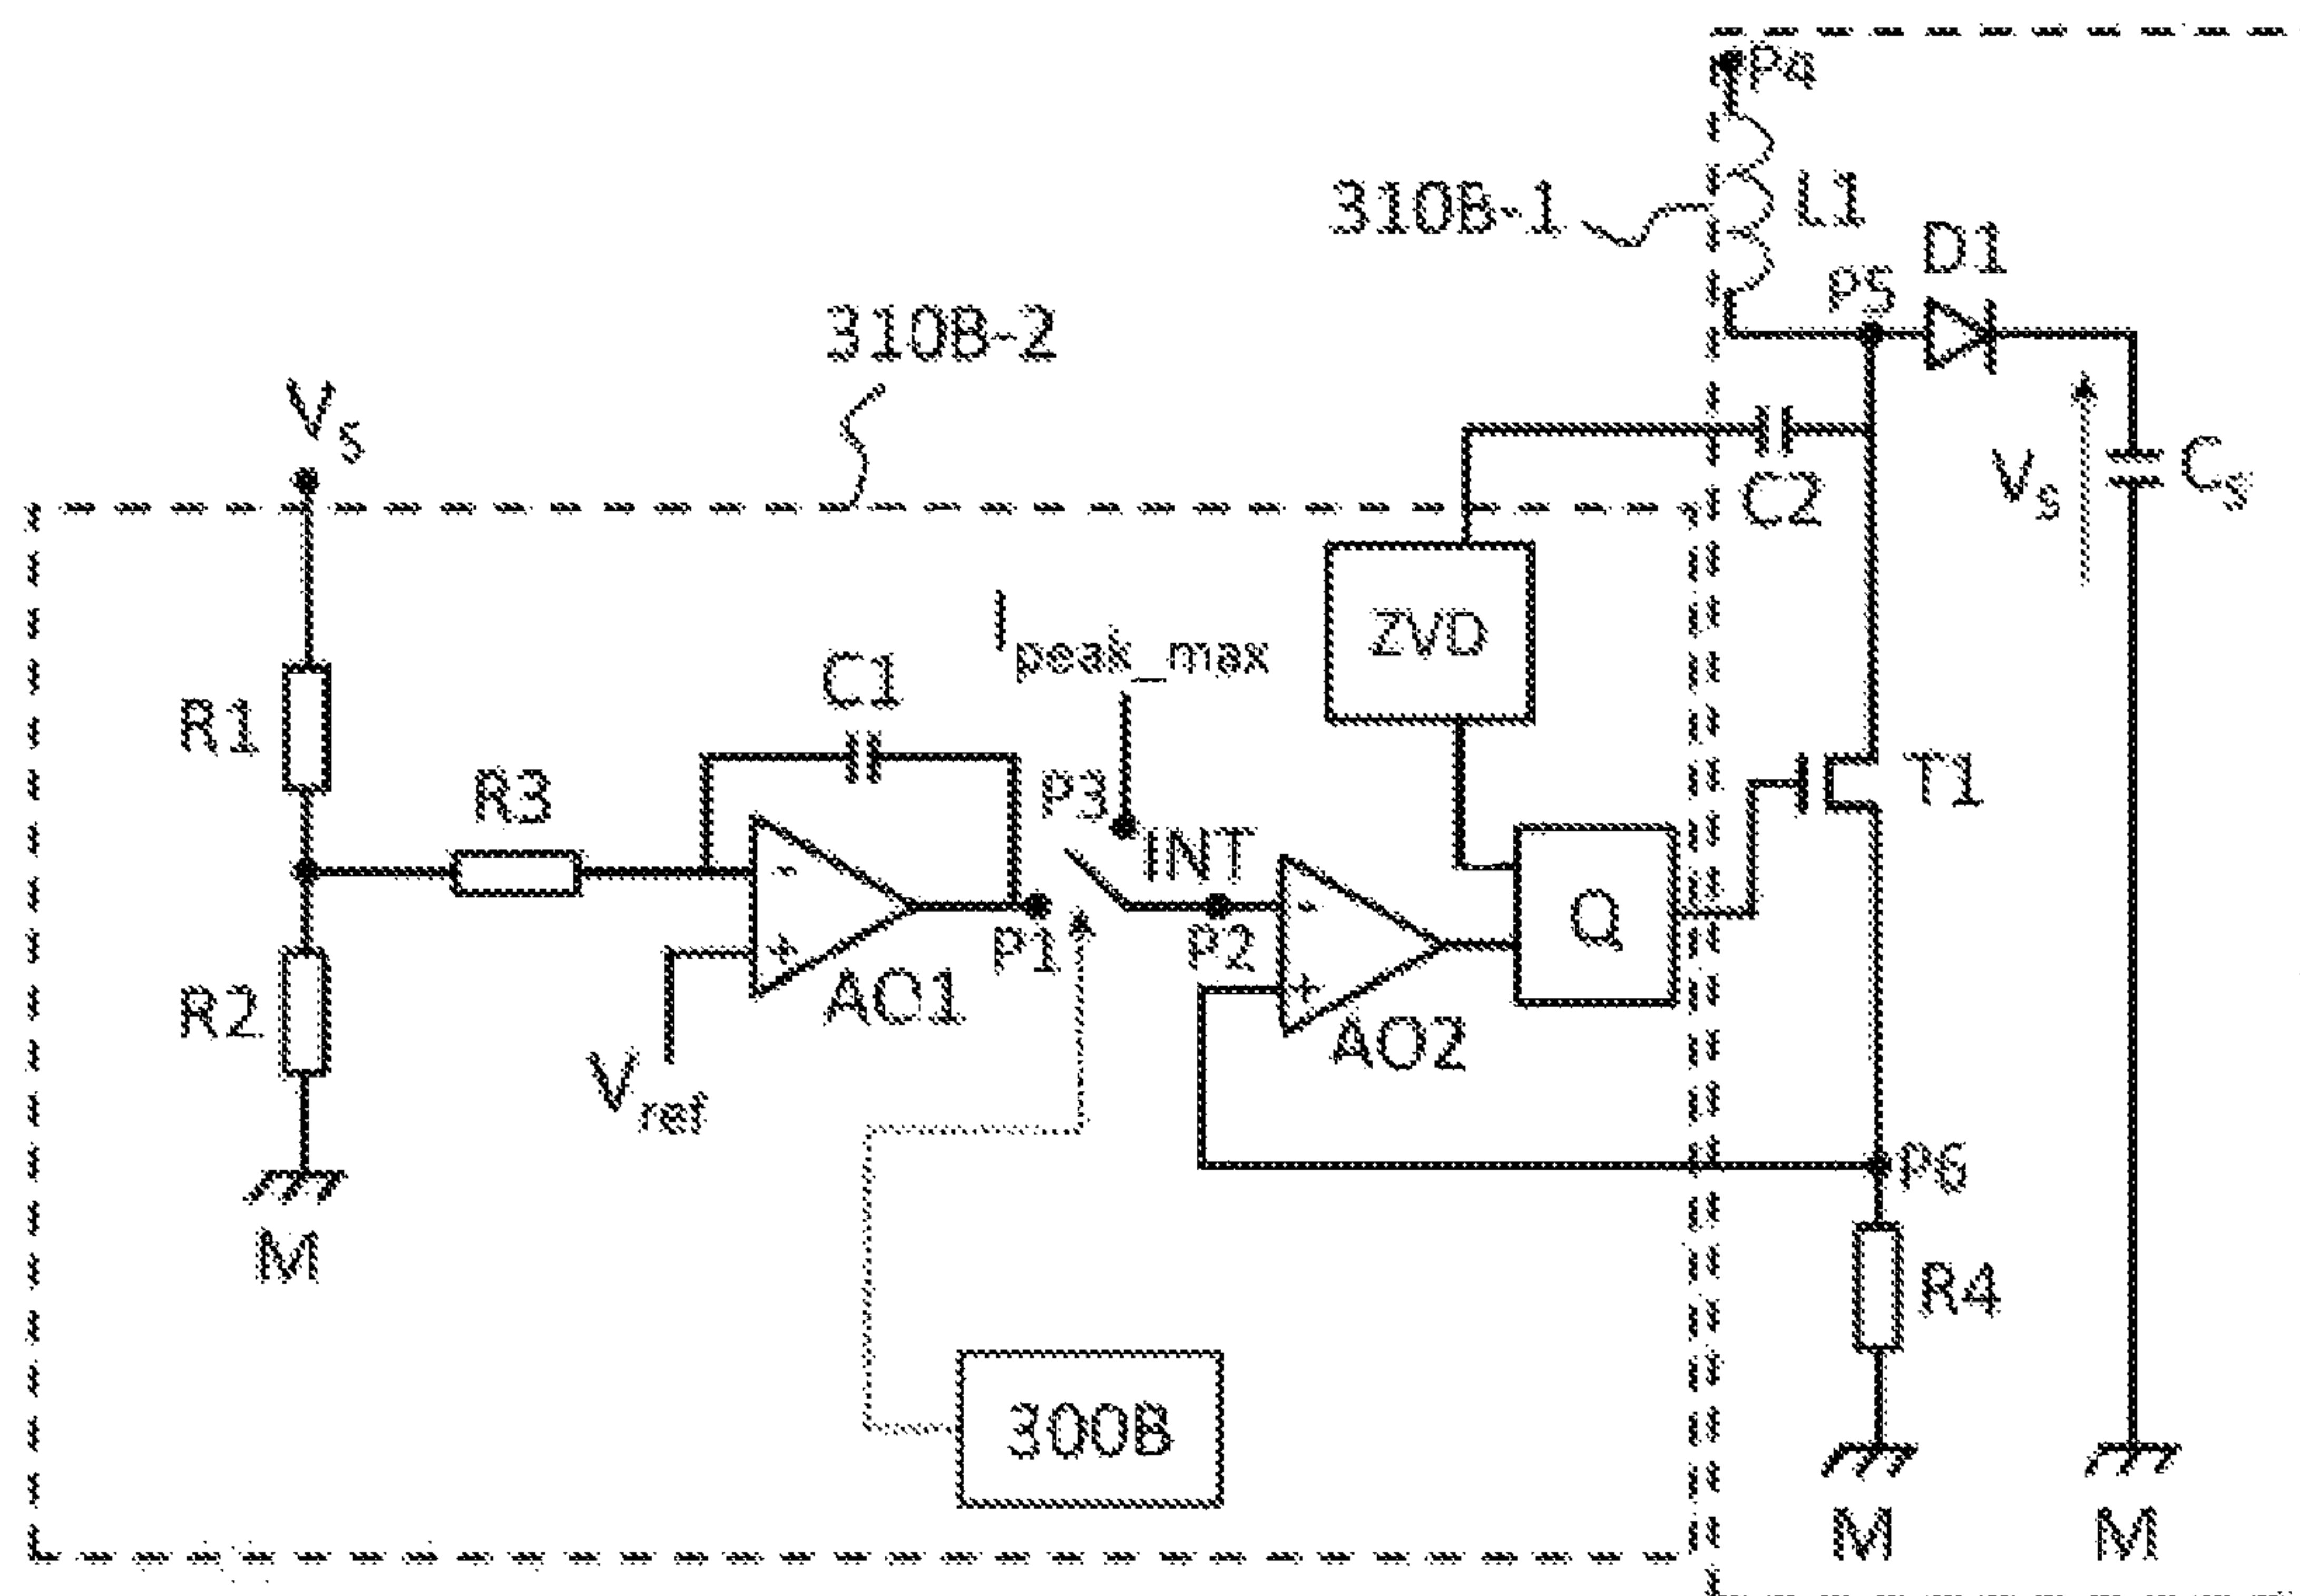 P4
310B-1
L1
D1
P5
310B-2
Vs
C2
Vs
Cs
ZVD
Ipeak_max
C1
R1
R3
P3
INT
T1
-
-
Q
P1
P2
+
+
R2
AO1
AO2
Vref
P6
M
R4
300B
M
M